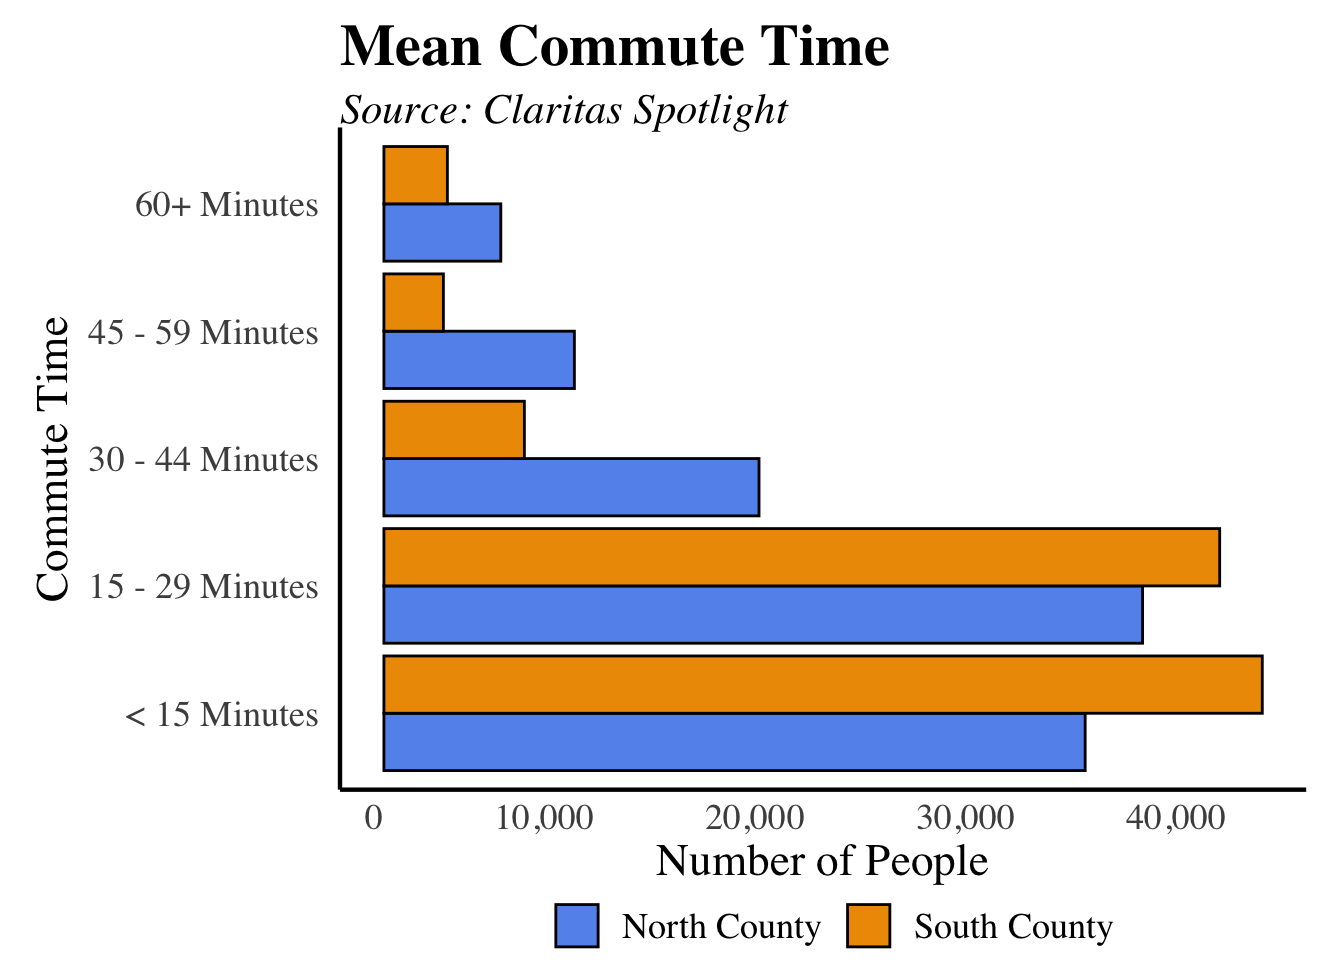 Mean Commute Time
Source: Claritas Spotlight
Commute Time
60+ Minutes
45 - 59 Minutes
30 - 44 Minutes
15 - 29 Minutes
< 15 Minutes
0 10,000 20,000 30,000 40,000
Number of People
North County South County